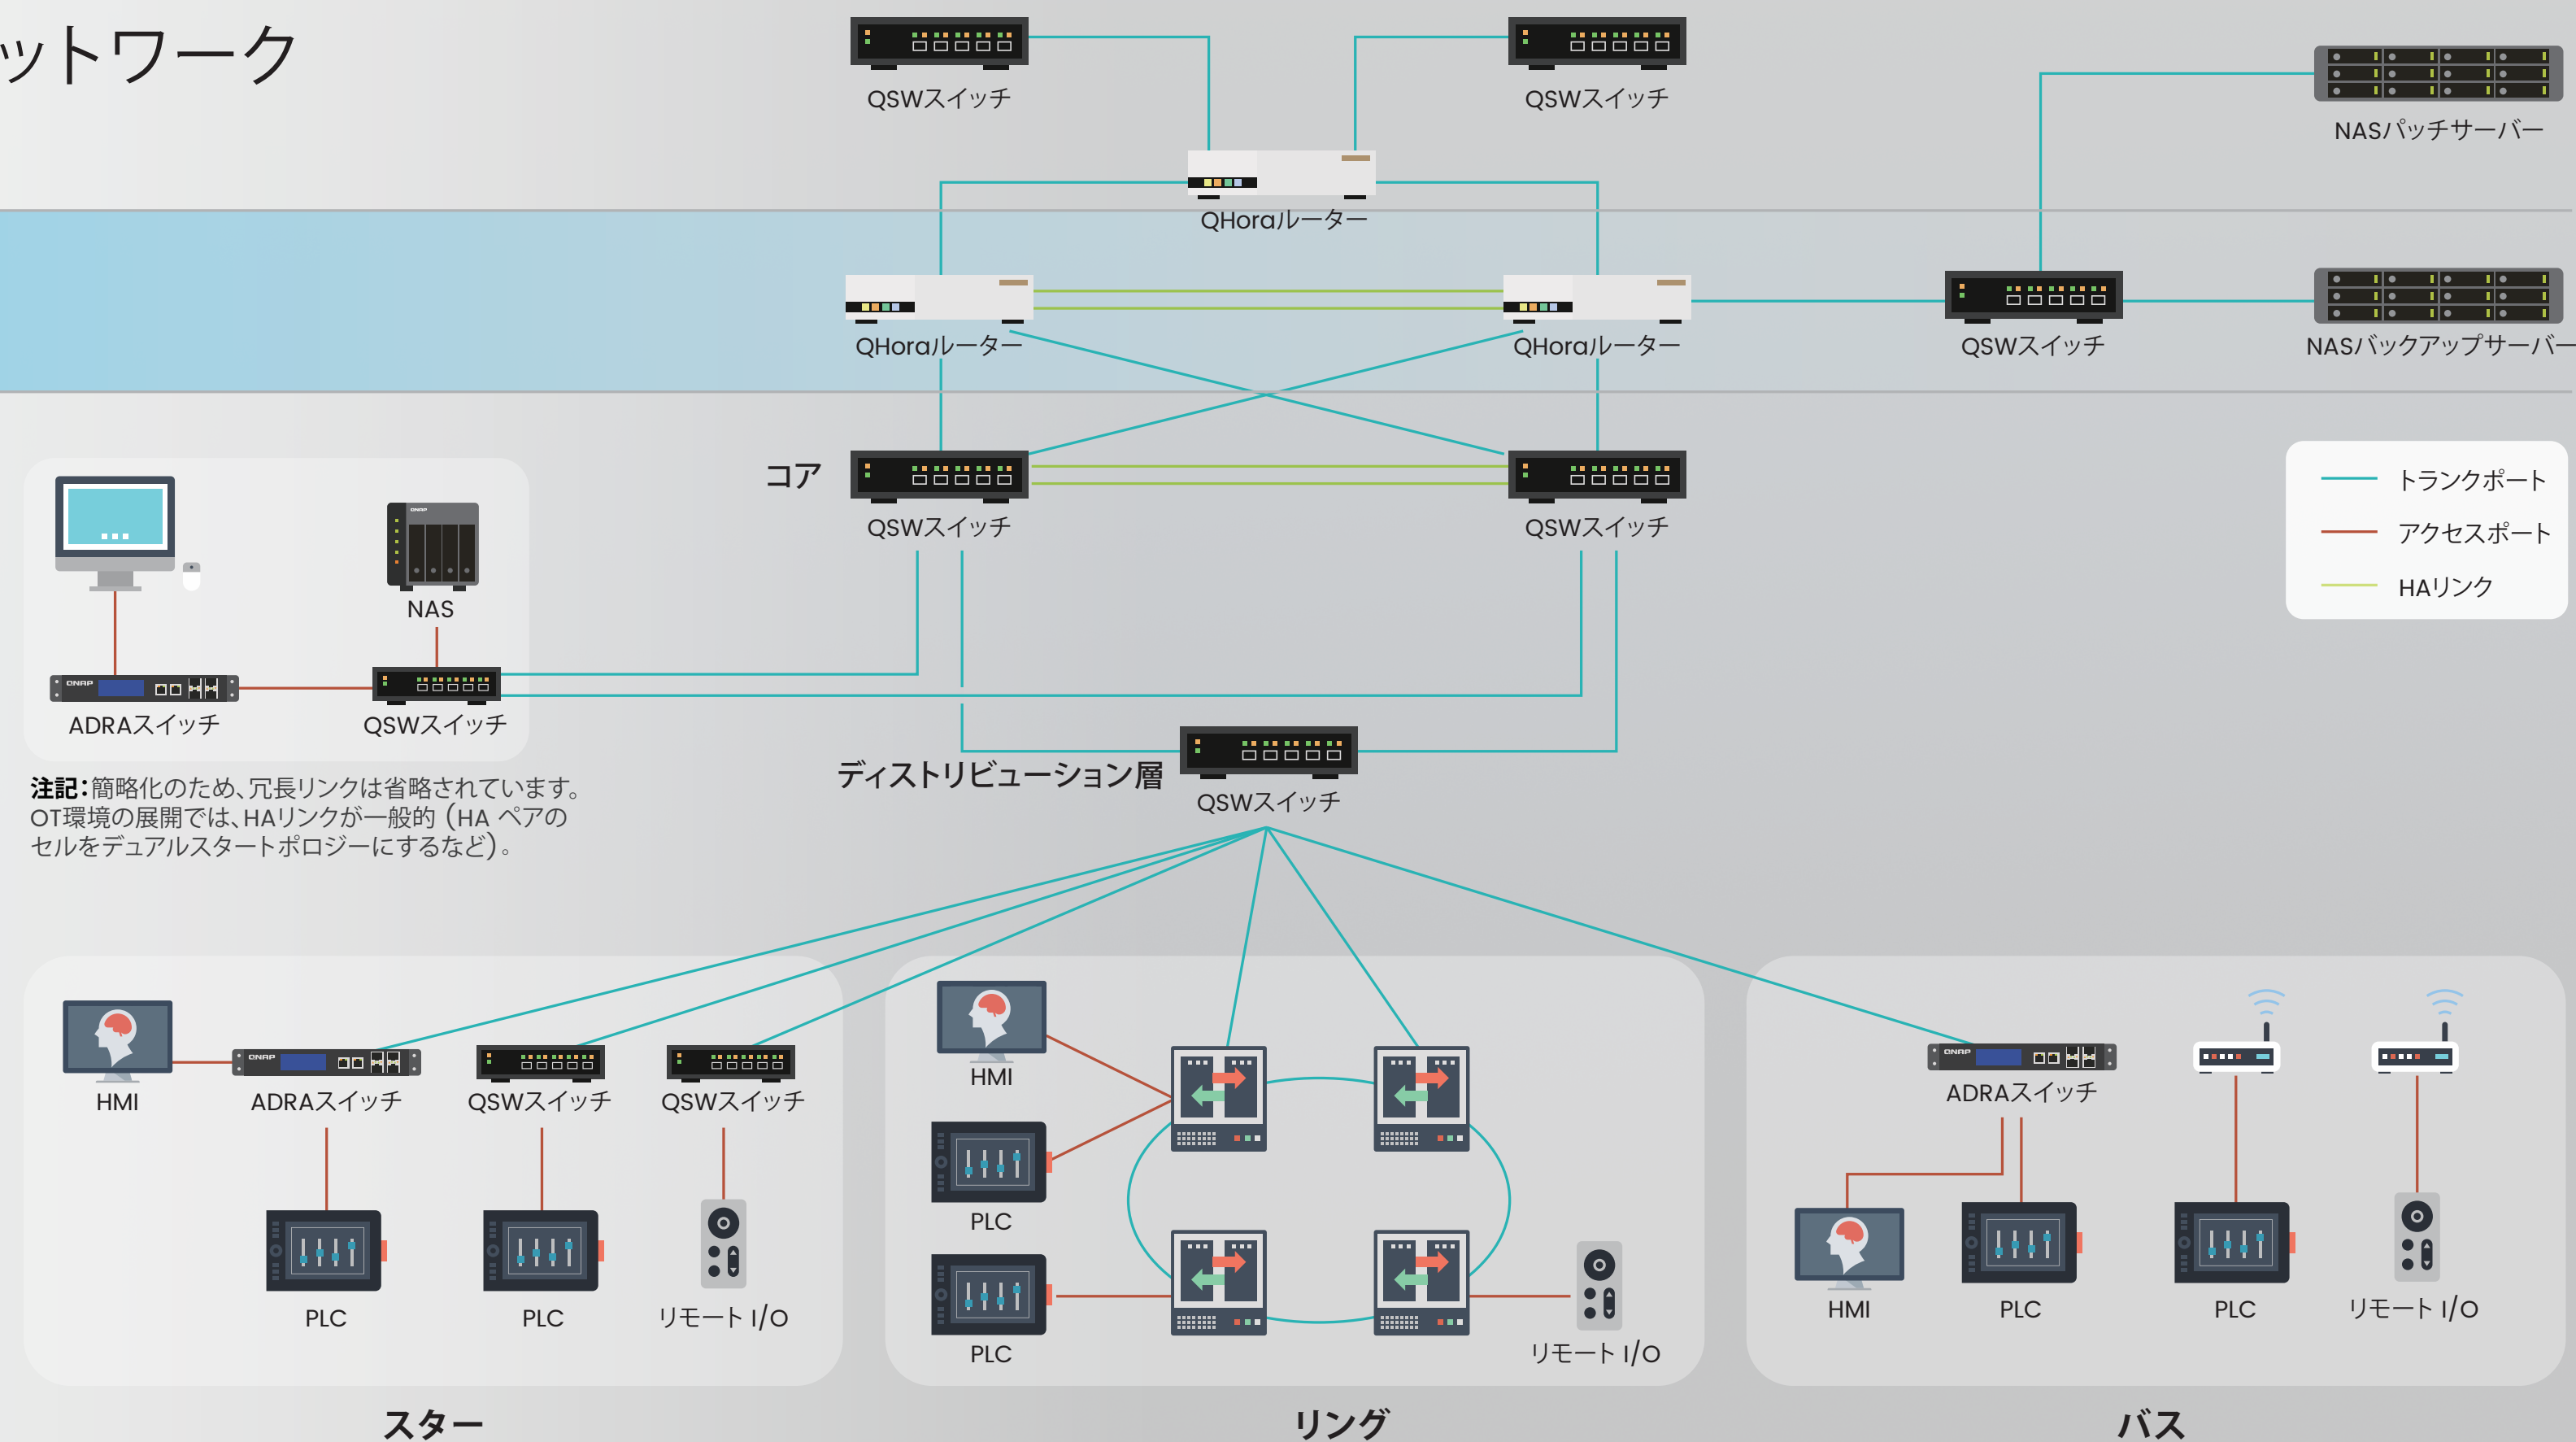 ットワーク
QSWスイッチ
QSWスイッチ
NASパッチサーバー
QHoraルーター
QHoraルーター
QHoraルーター
QSWスイッチ
NASバックアップサーバー
コア
QSWスイッチ
QSWスイッチ
トランクポート
アクセスポート
HAリンク
QNAP
NAS
QNAP
ADRAスイッチ
QSWスイッチ
注記：簡略化のため、冗長リンクは省略されています。
OT環境の展開では、HAリンクが一般的（HA ペアの
セルをデュアルスタートポロジーにするなど）。
ディストリビューション層
QSWスイッチ
QNAP
HMI
ADRAスイッチ
QSWスイッチ
QSWスイッチ
PLC
PLC
リモート I/O
スター
HMI
PLC
PLC
リモート I/O
リング
QNAP
ADRAスイッチ
HMI
PLC
PLC
リモート I/O
バス